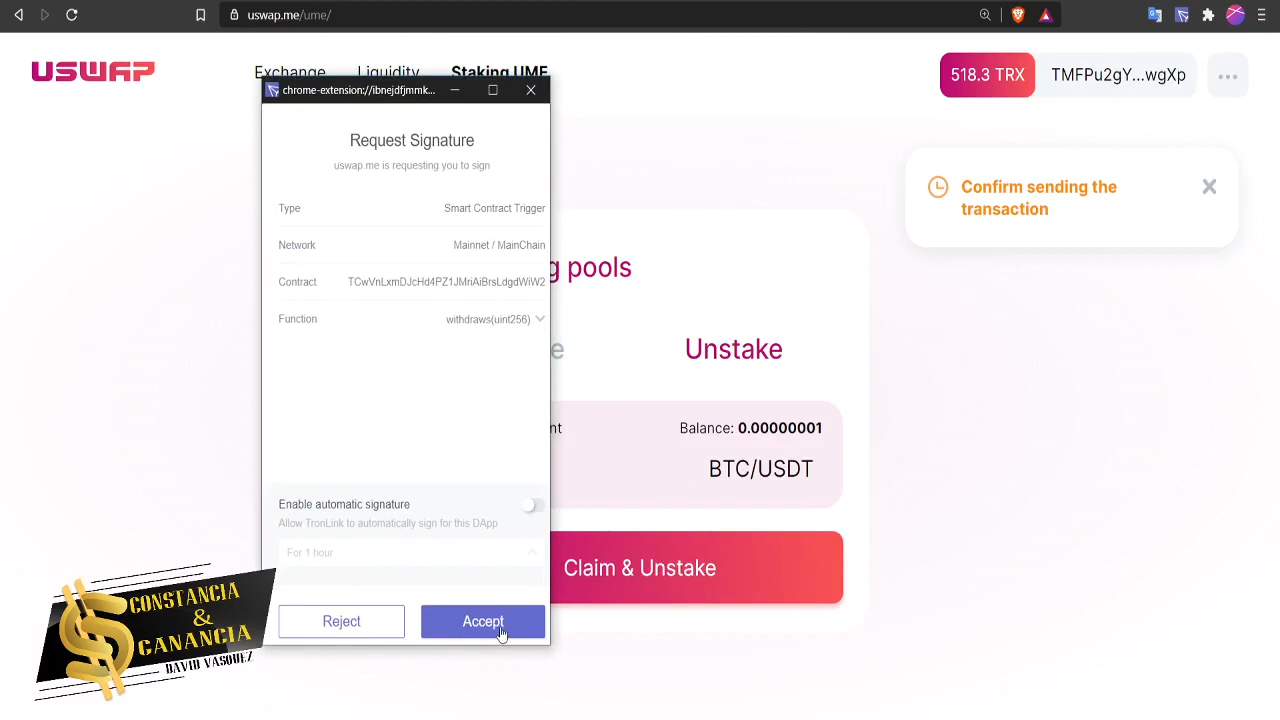 uswap.me/ume/
USWAP
Exchange
Liquidity
Staking UME
518.3 TRX
TMFPu2gY...wgXp
...
chrome-extension://ibnejdfjmmk...
Request Signature
uswap.me is requesting you to sign
Type
Smart Contract Trigger
Network
Mainnet / MainChain
Contract
TCwVnLxmDJcHd4PZ1JMriAiBrsLdgdWiW2
Function
withdraws(uint256)
Enable automatic signature
Allow TronLink to automatically sign for this DApp
For 1 hour
Reject
Accept
Confirm sending the
transaction
g pools
e
Unstake
nt
Balance: 0.00000001
BTC/USDT
Claim & Unstake
$
CONSTANCIA
&
GANANCIA
DAVID VASQUEZ